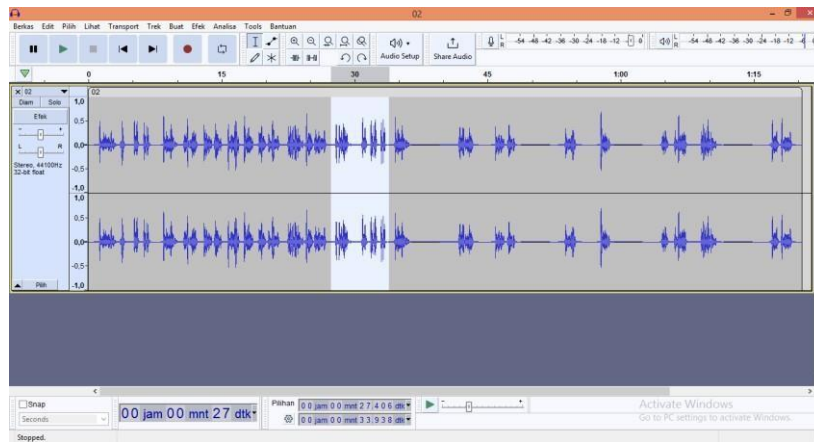 02
Berkas Edit Pilih Lihat Transport Trek Buat Efek Analisa Tools Bantuan
Audio Setup
Share Audio
L R -54 -48 -42 -36 -30 -24 -18 -12 -6 0
L R -54 -48 -42 -36 -30 -24 -18 -12
0 15 30 45 1:00 1:15
× 02
02
Diam Solo
Efek
- +
L R
Stereo, 44100Hz
32-bit float
Pilih
1,0
0,5-
0,0-
-0,5-
-1,0
1,0
0,5-
0,0-
-0,5-
-1,0
Snap
Seconds
00 jam 00 mnt 27 dtk
Pilihan
00 jam 00 mnt 27.406 dtk
00 jam 00 mnt 33.938 dtk
Activate Windows
Go to PC settings to activate Windows.
Stopped.